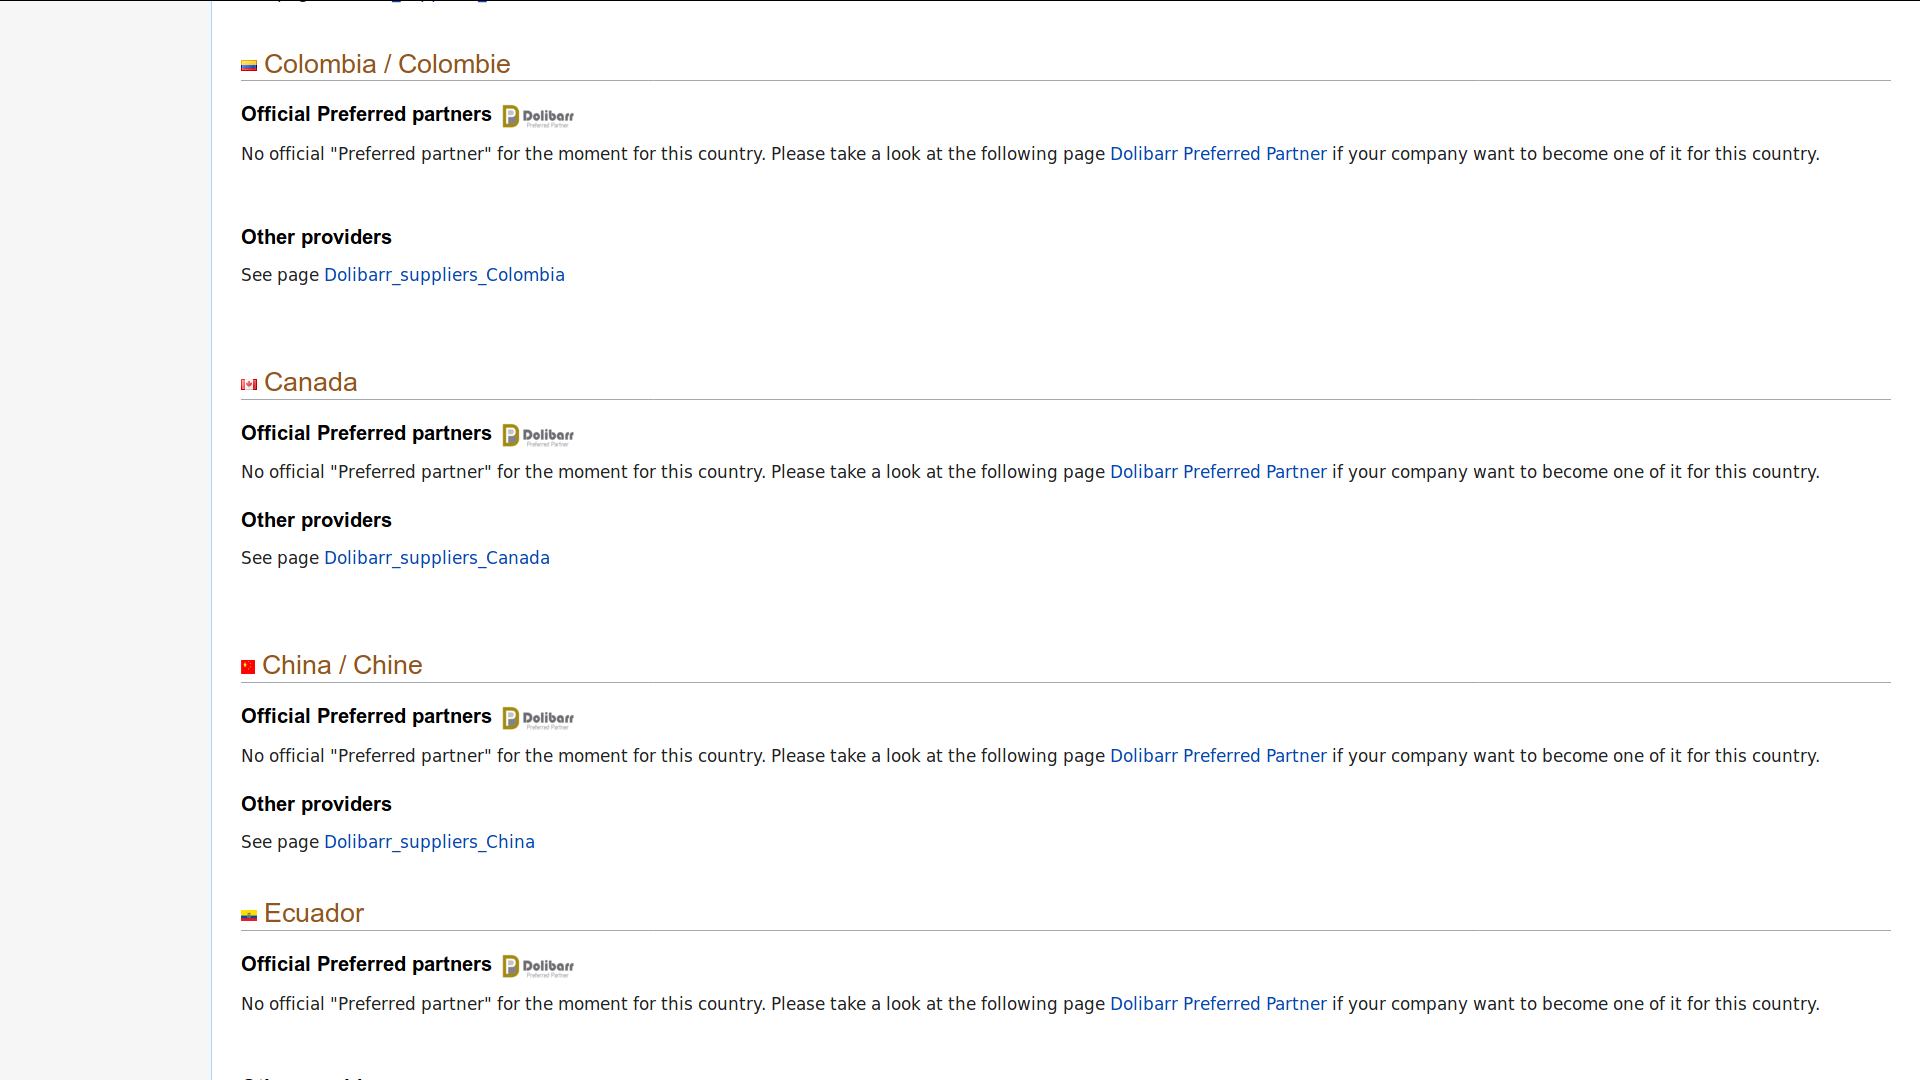 Colombia / Colombie
Official Preferred partners Dolibarr Preferred Partner
No official "Preferred partner" for the moment for this country. Please take a look at the following page Dolibarr Preferred Partner if your company want to become one of it for this country.
Other providers
See page Dolibarr_suppliers_Colombia
Canada
Official Preferred partners Dolibarr Preferred Partner
No official "Preferred partner" for the moment for this country. Please take a look at the following page Dolibarr Preferred Partner if your company want to become one of it for this country.
Other providers
See page Dolibarr_suppliers_Canada
China / Chine
Official Preferred partners Dolibarr Preferred Partner
No official "Preferred partner" for the moment for this country. Please take a look at the following page Dolibarr Preferred Partner if your company want to become one of it for this country.
Other providers
See page Dolibarr_suppliers_China
Ecuador
Official Preferred partners Dolibarr Preferred Partner
No official "Preferred partner" for the moment for this country. Please take a look at the following page Dolibarr Preferred Partner if your company want to become one of it for this country.